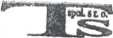 TS
spol. s r. o.